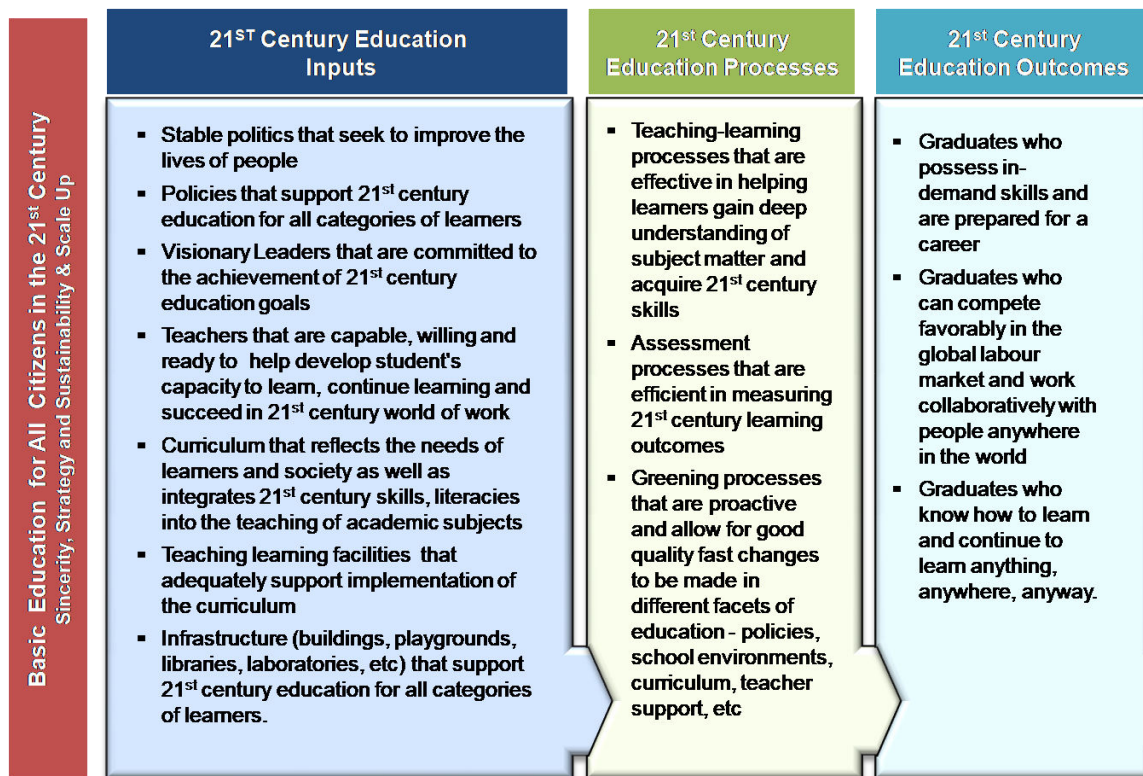 Basic Education for All Citizens in the 21st Century
Sincerity, Strategy and Sustainability & Scale Up
21ST Century Education
Inputs
▪ Stable politics that seek to improve the
lives of people
▪ Policies that support 21st century
education for all categories of learners
▪ Visionary Leaders that are committed to
the achievement of 21st century
education goals
▪ Teachers that are capable, willing and
ready to help develop student's
capacity to learn, continue learning and
succeed in 21st century world of work
▪ Curriculum that reflects the needs of
learners and society as well as
integrates 21st century skills, literacies
into the teaching of academic subjects
▪ Teaching learning facilities that
adequately support implementation of
the curriculum
▪ Infrastructure (buildings, playgrounds,
libraries, laboratories, etc) that support
21st century education for all categories
of learners.
21st Century
Education Processes
▪ Teaching-learning
processes that are
effective in helping
learners gain deep
understanding of
subject matter and
acquire 21st century
skills
▪ Assessment
processes that are
efficient in measuring
21st century learning
outcomes
▪ Greening processes
that are proactive
and allow for good
quality fast changes
to be made in
different facets of
education - policies,
school environments,
curriculum, teacher
support, etc
21st Century
Education Outcomes
▪ Graduates who
possess in-
demand skills and
are prepared for a
career
▪ Graduates who
can compete
favorably in the
global labour
market and work
collaboratively with
people anywhere
in the world
▪ Graduates who
know how to learn
and continue to
learn anything,
anywhere, anyway.